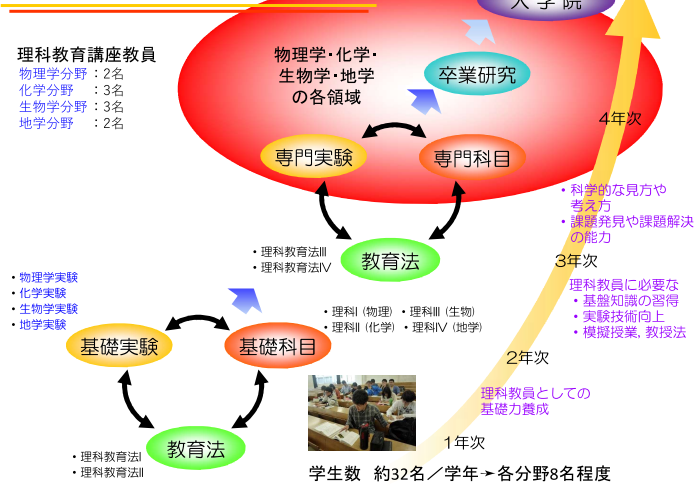 大学院
理科教育講座教員
物理学分野：2名
化学分野　：3名
生物学分野：3名
地学分野　：2名
物理学・化学・
生物学・地学
の各領域
卒業研究
4年次
専門実験
専門科目
・科学的な見方や
考え方
・課題発見や課題解決
の能力
・理科教育法III
・理科教育法IV
教育法
3年次
理科教員に必要な
・基盤知識の習得
・実験技術向上
・模擬授業, 教授法
・物理学実験
・化学実験
・生物学実験
・地学実験
・理科I (物理)　・理科III (生物)
・理科II (化学)　・理科IV (地学)
基礎実験
基礎科目
2年次
理科教員としての
基礎力養成
教育法
1年次
・理科教育法I
・理科教育法II
学生数　約32名／学年→各分野8名程度